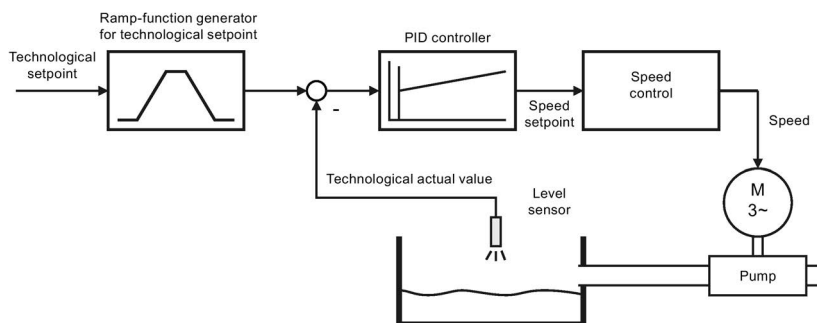 Ramp-function generator
for technological setpoint
Technological
setpoint
PID controller
-
Speed
setpoint
Speed
control
Speed
Technological actual value
Level
sensor
M
3~
Pump